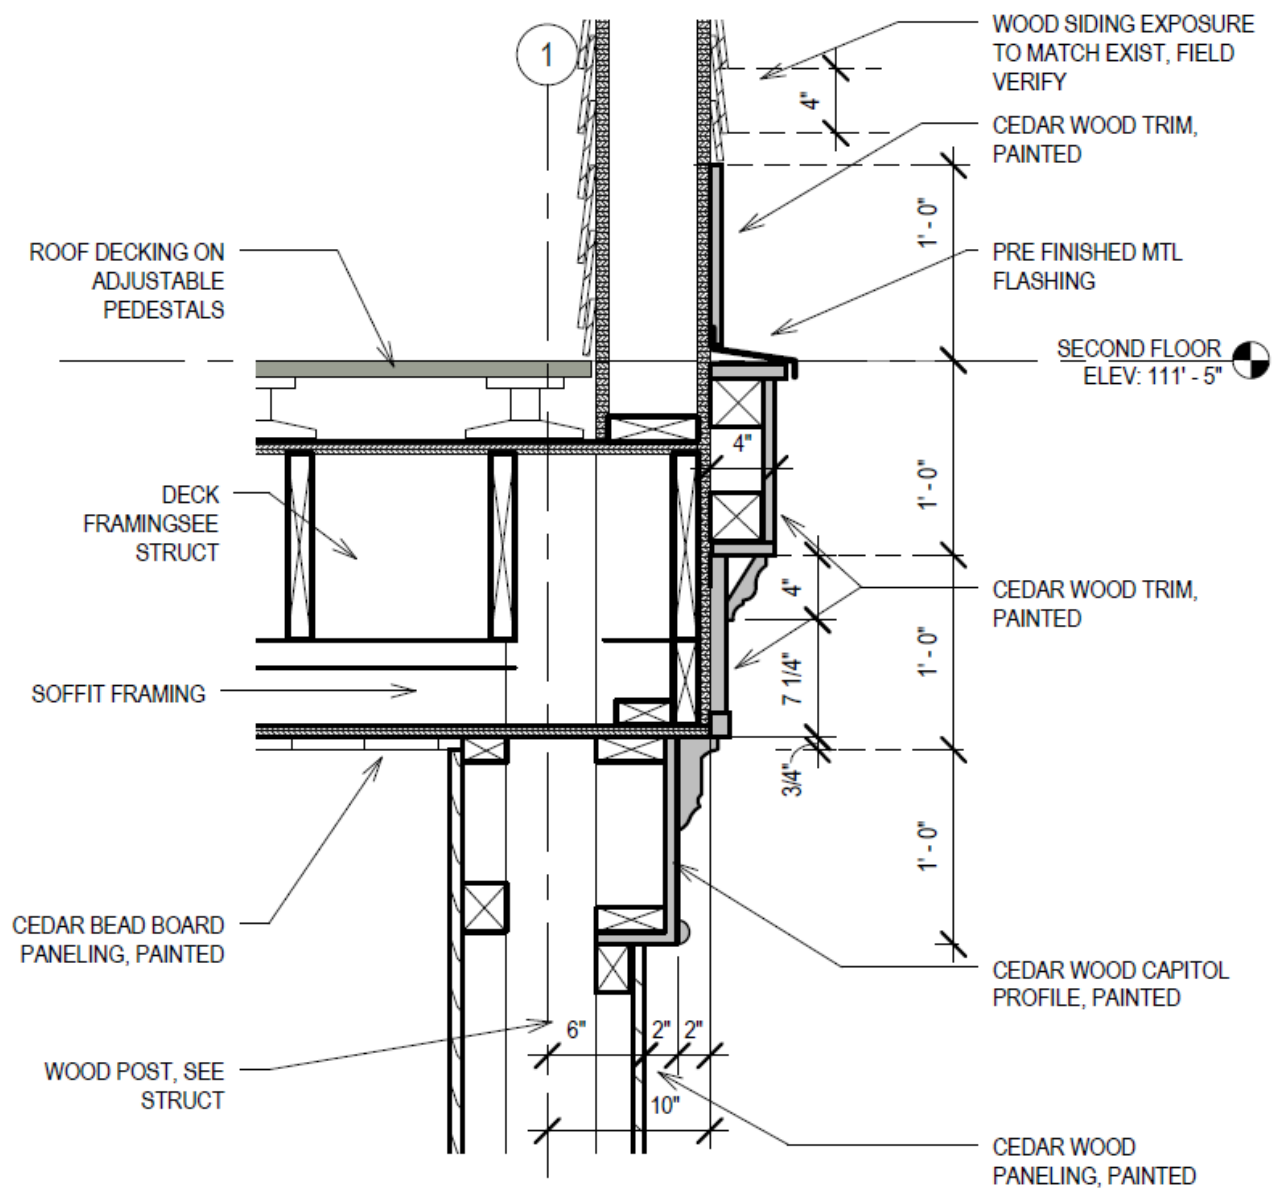 WOOD SIDING EXPOSURE
TO MATCH EXIST, FIELD
VERIFY
1
4"
CEDAR WOOD TRIM,
PAINTED
1' - 0"
ROOF DECKING ON
ADJUSTABLE
PEDESTALS
PRE FINISHED MTL
FLASHING
SECOND FLOOR
ELEV: 111' - 5"
4"
1' - 0"
DECK
FRAMINGSEE
STRUCT
4"
CEDAR WOOD TRIM,
PAINTED
1' - 0"
7 1/4"
SOFFIT FRAMING
3/4"
1' - 0"
CEDAR BEAD BOARD
PANELING, PAINTED
CEDAR WOOD CAPITOL
PROFILE, PAINTED
6"
2"
2"
WOOD POST, SEE
STRUCT
10"
CEDAR WOOD
PANELING, PAINTED